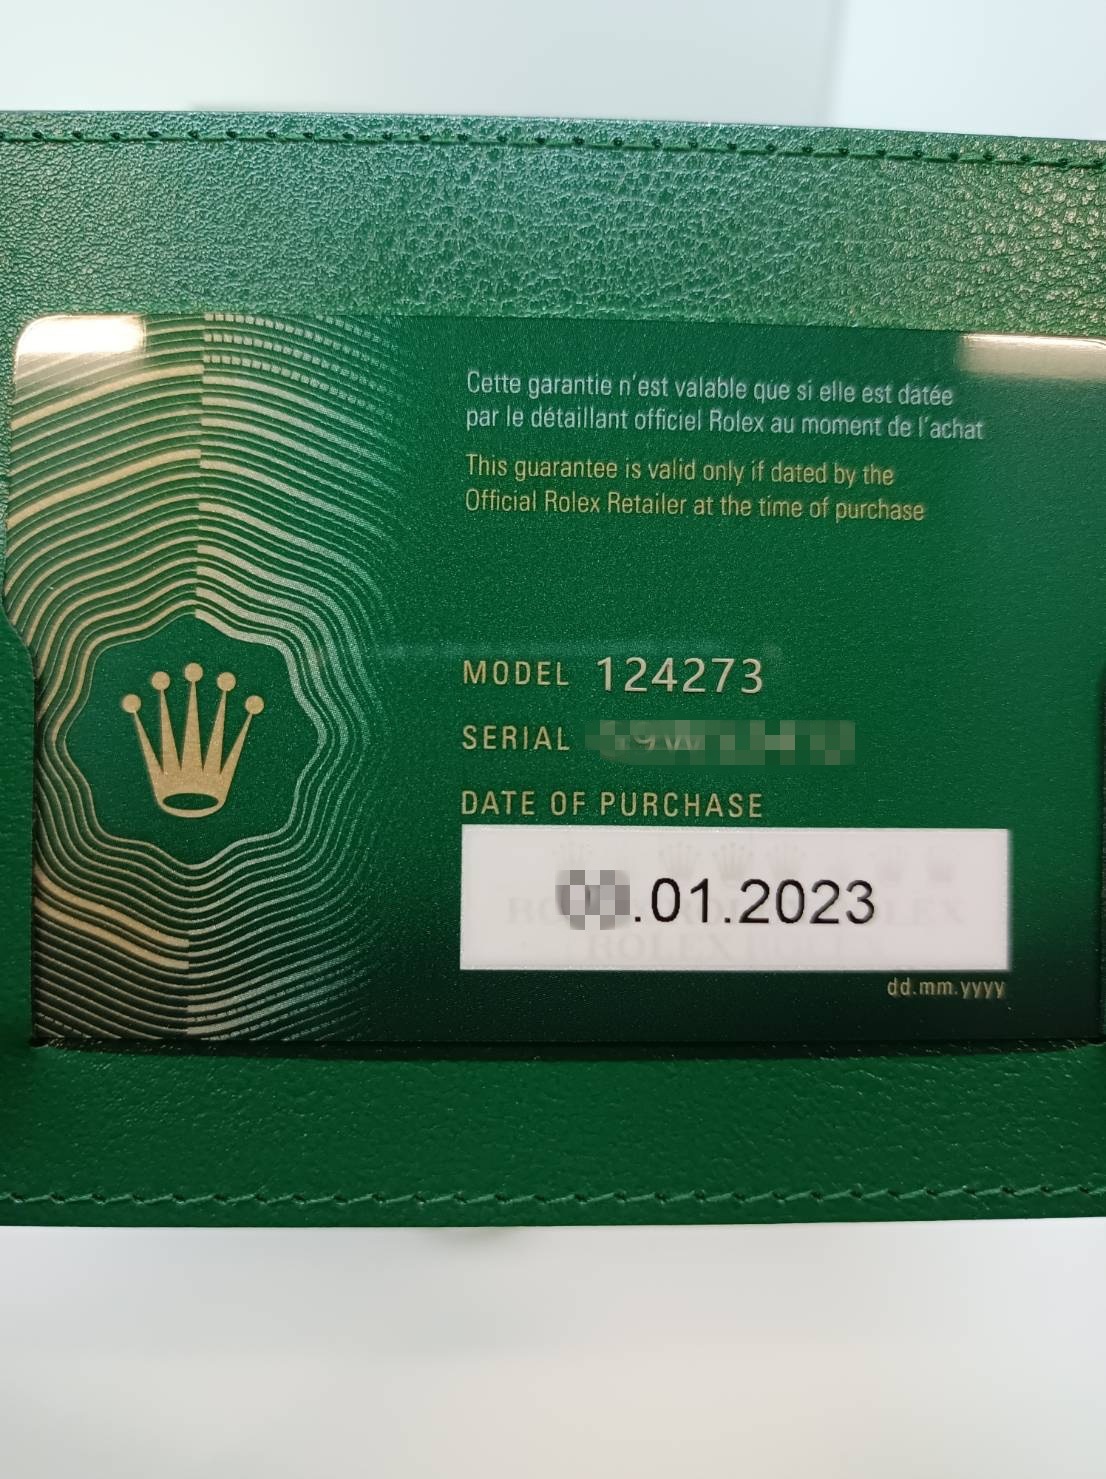 Cette garantie n'est valable que si elle est datée
par le détaillant officiel Rolex au moment de l'achat
This guarantee is valid only if dated by the
Official Rolex Retailer at the time of purchase
MODEL 124273
SERIAL
DATE OF PURCHASE
.01.2023
dd.mm.yyyy